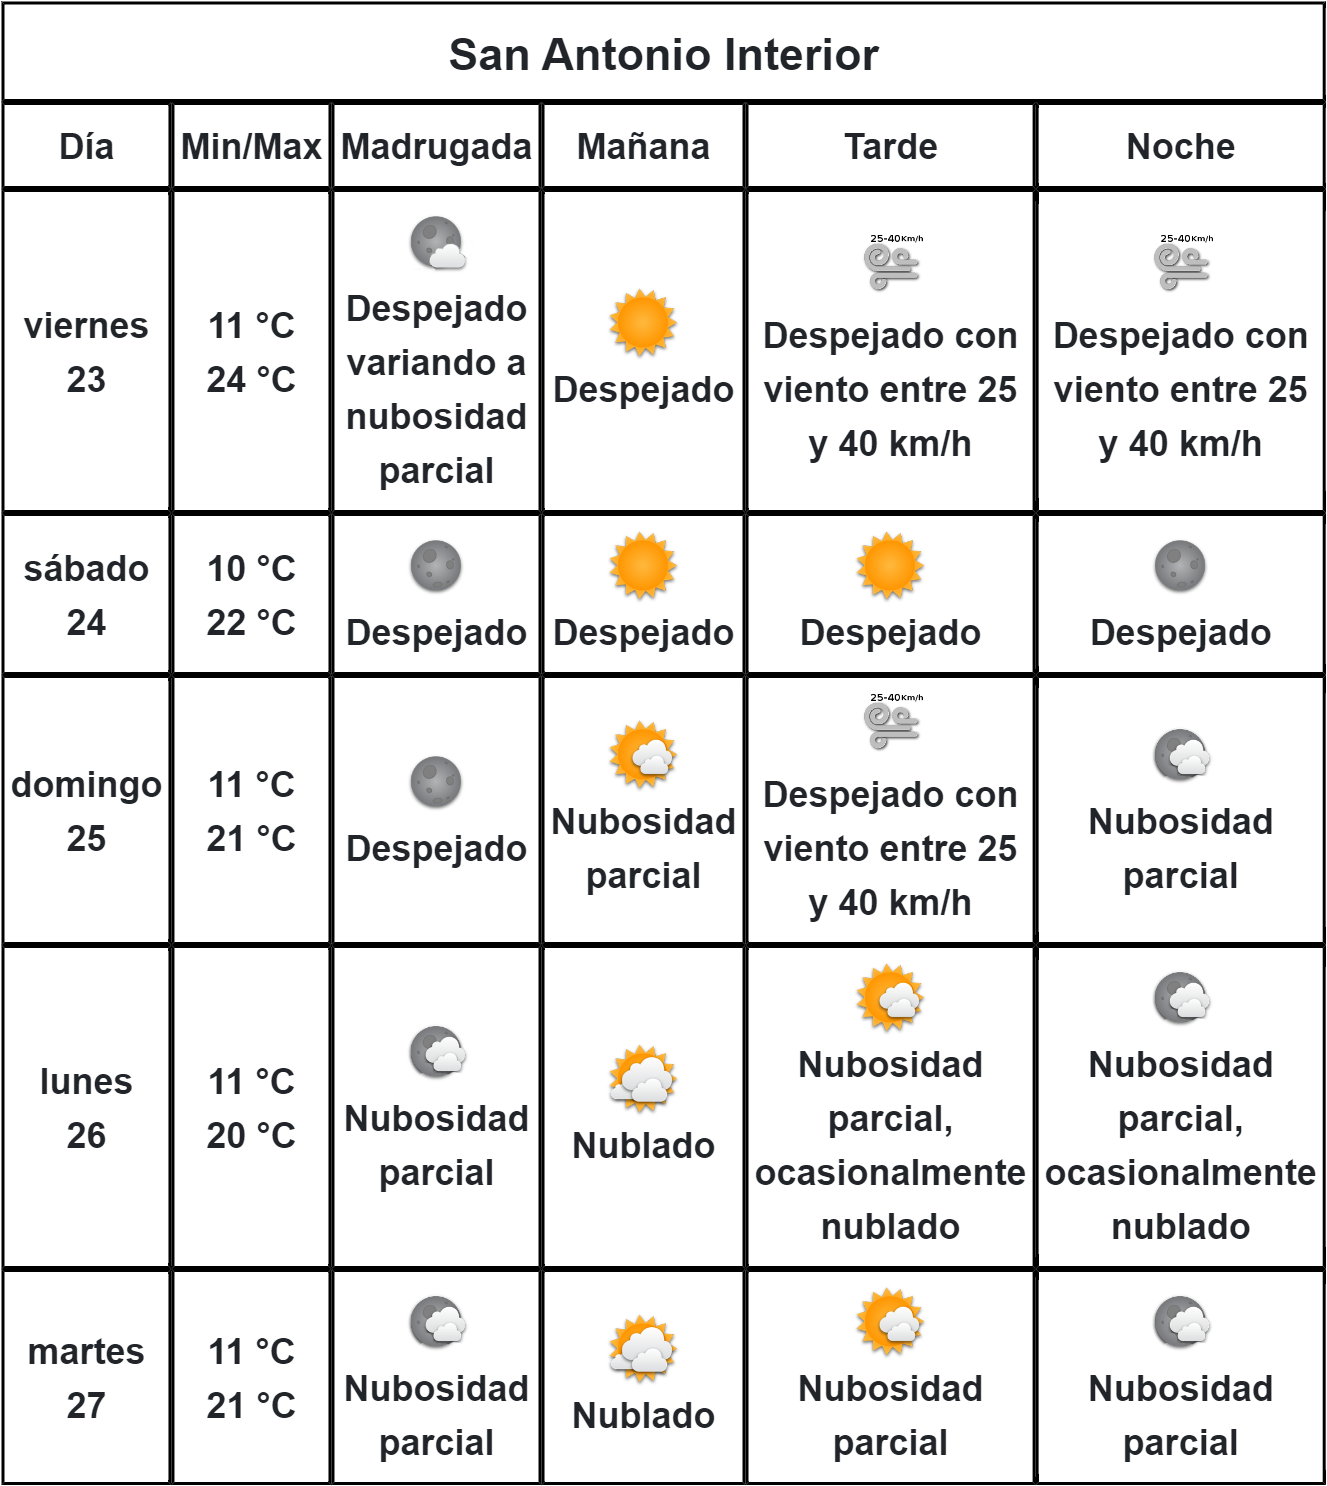 San Antonio Interior
Día Min/Max Madrugada Mañana Tarde Noche
viernes
23
11 °C
24 °C
Despejado
variando a
nubosidad
parcial
Despejado
25-40Km/h
Despejado con
viento entre 25
y 40 km/h
25-40Km/h
Despejado con
viento entre 25
y 40 km/h
sábado
24
10 °C
22 °C
Despejado
Despejado
Despejado
Despejado
domingo
25
11 °C
21 °C
Despejado
Nubosidad
parcial
25-40Km/h
Despejado con
viento entre 25
y 40 km/h
Nubosidad
parcial
lunes
26
11 °C
20 °C
Nubosidad
parcial
Nublado
Nubosidad
parcial,
ocasionalmente
nublado
Nubosidad
parcial,
ocasionalmente
nublado
martes
27
11 °C
21 °C
Nubosidad
parcial
Nublado
Nubosidad
parcial
Nubosidad
parcial